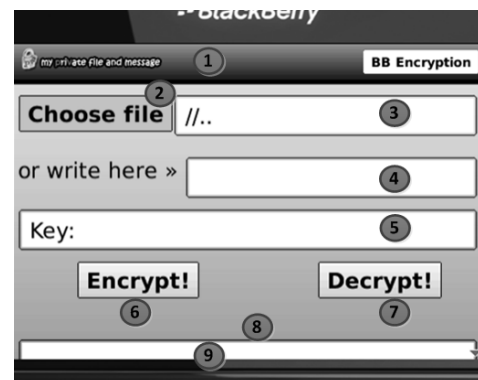 BlackBerry
1
my private file and message
BB Encryption
2
Choose file
//..
3
or write here »
4
Key:
5
Encrypt!
Decrypt!
6
7
8
9